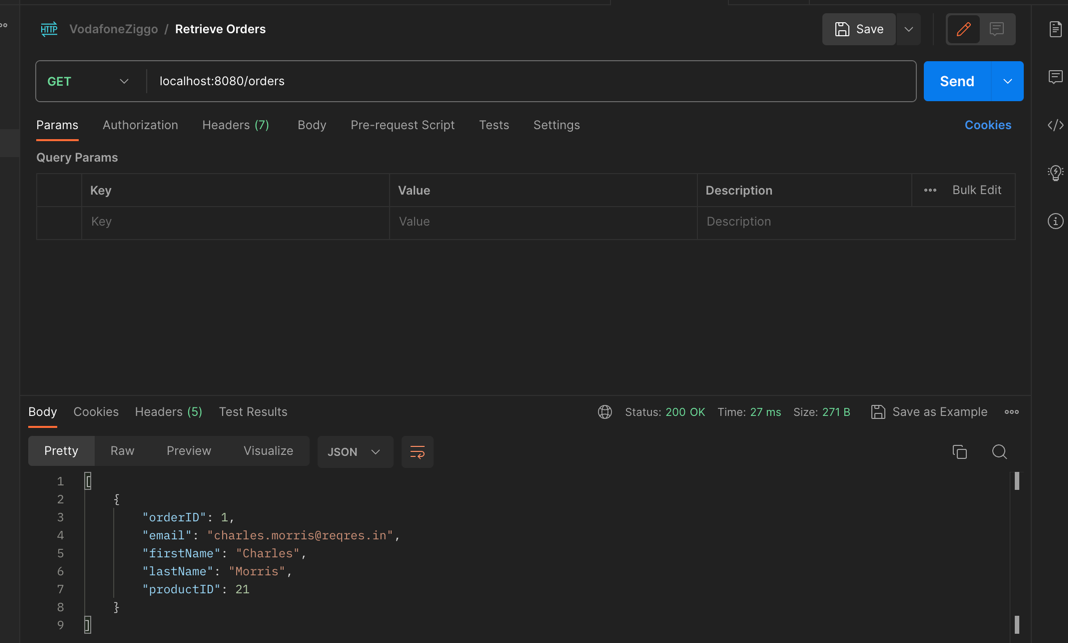 HTTP VodafoneZiggo / Retrieve Orders Save
GET localhost:8080/orders Send
Params Authorization Headers (7) Body Pre-request Script Tests Settings Cookies
Query Params
Key Value Description ••• Bulk Edit
Key Value Description
Body Cookies Headers (5) Test Results Status: 200 OK Time: 27 ms Size: 271 B Save as Example
Pretty Raw Preview Visualize JSON
1 [
2 {
3 "orderID": 1,
4 "email": "charles.morris@reqres.in",
5 "firstName": "Charles",
6 "lastName": "Morris",
7 "productID": 21
8 }
9 ]